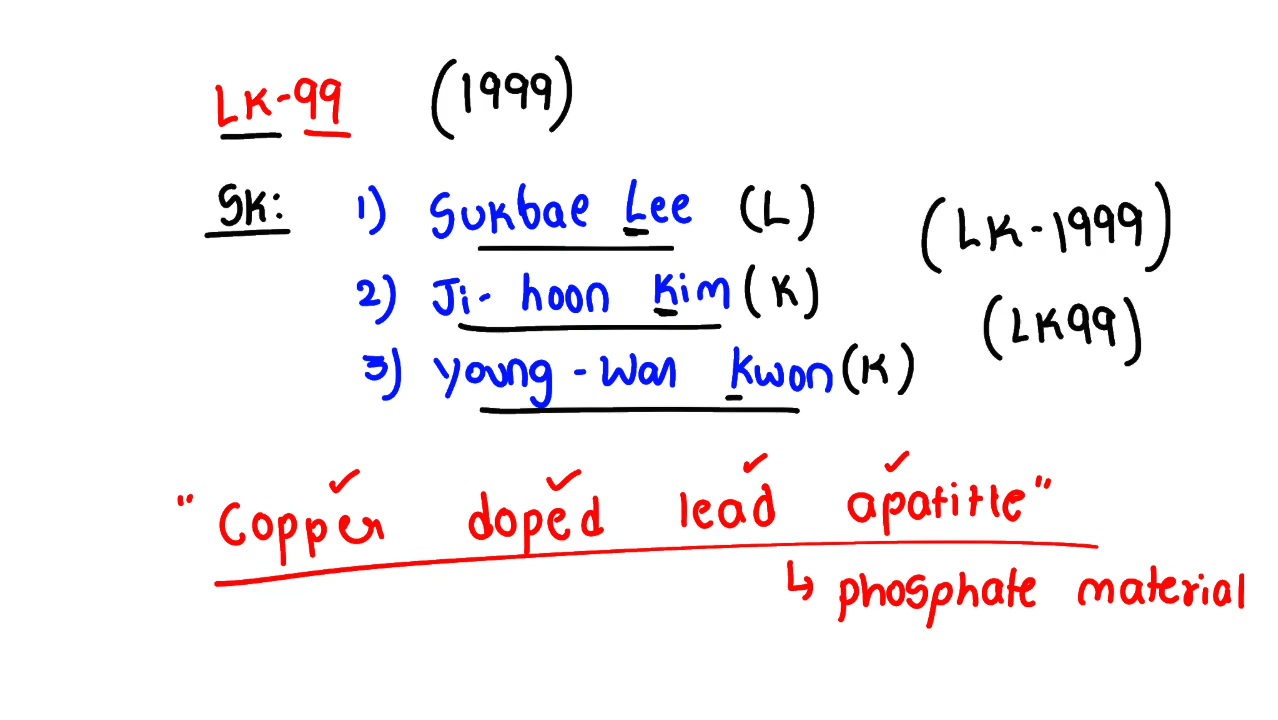 LK-99 (1999)
SK: 1) Sukbae Lee (L)
2) Ji-hoon Kim (K)
3) Young-Wan Kwon (K)
(LK-1999)
(LK99)
"Copper doped lead apatitle"
↳ phosphate material